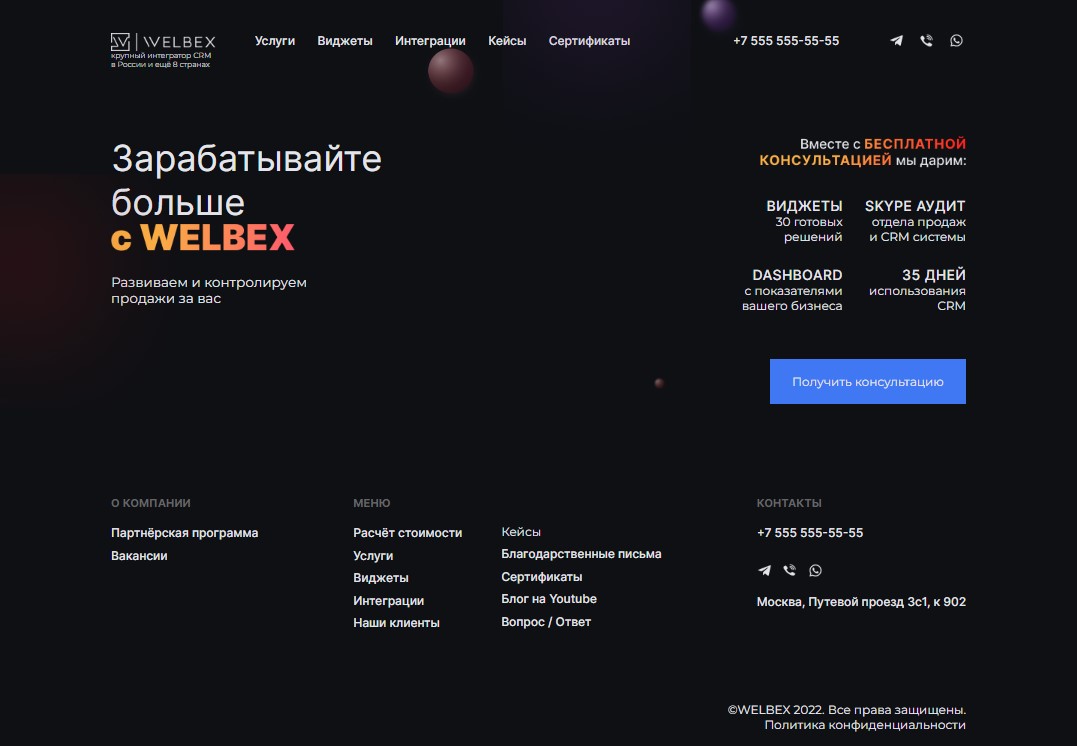 WELBEX
крупный интегратор CRM
в России и ещё 8 странах
Услуги Виджеты Интеграции Кейсы Сертификаты
+7 555 555-55-55
Зарабатывайте
больше
с WELBEX
Развиваем и контролируем
продажи за вас
Вместе с БЕСПЛАТНОЙ
КОНСУЛЬТАЦИЕЙ мы дарим:
ВИДЖЕТЫ
30 готовых
решений
SKYPE АУДИТ
отдела продаж
и CRM системы
DASHBOARD
с показателями
вашего бизнеса
35 ДНЕЙ
использования
CRM
Получить консультацию
О КОМПАНИИ
Партнёрская программа
Вакансии
МЕНЮ
Расчёт стоимости
Услуги
Виджеты
Интеграции
Наши клиенты
Кейсы
Благодарственные письма
Сертификаты
Блог на Youtube
Вопрос / Ответ
КОНТАКТЫ
+7 555 555-55-55
Москва, Путевой проезд 3с1, к 902
©WELBEX 2022. Все права защищены.
Политика конфиденциальности